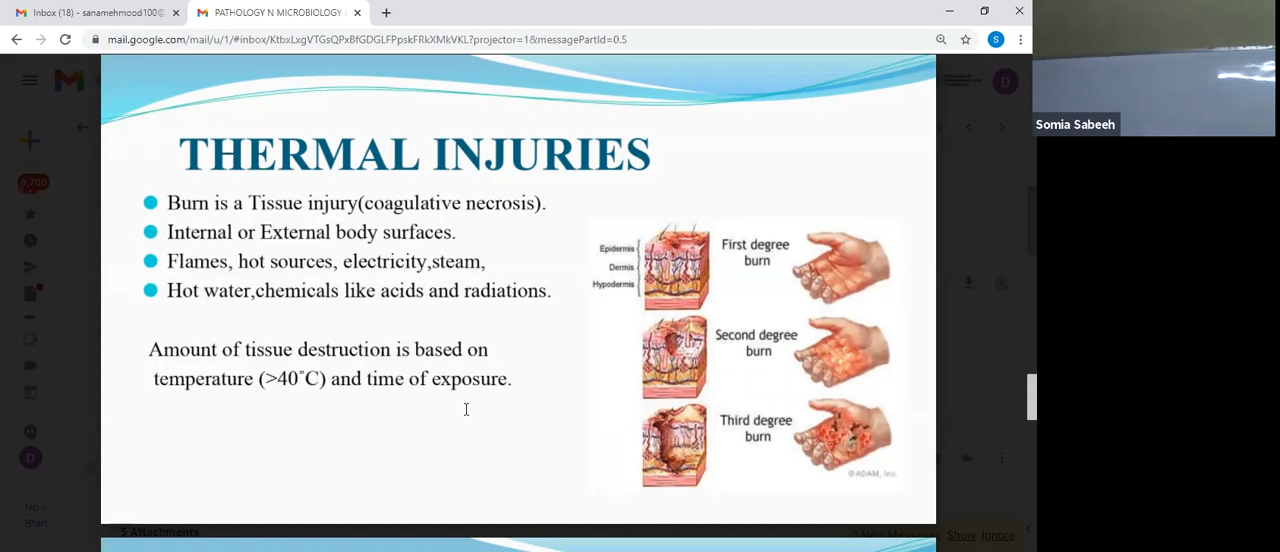 Inbox (18) - sanamehmood100@
PATHOLOGY N MICROBIOLOGY
mail.google.com/mail/u/1/#inbox/KtbxLxgVTGsQPxBfGDGLFPpskFRkXMkVKL?projector=1&messagePartId=0.5
S
D
Somia Sabeeh
9,700
THERMAL INJURIES
Burn is a Tissue injury(coagulative necrosis).
Internal or External body surfaces.
Flames, hot sources, electricity,steam,
Hot water,chemicals like acids and radiations.
Amount of tissue destruction is based on
temperature (>40°C) and time of exposure.
Epidermis
Dermis
Hypodermis
First degree
burn
Second degree
burn
Third degree
burn
©ADAM, Inc.
D
Start
5 Attachments
Show Ignore